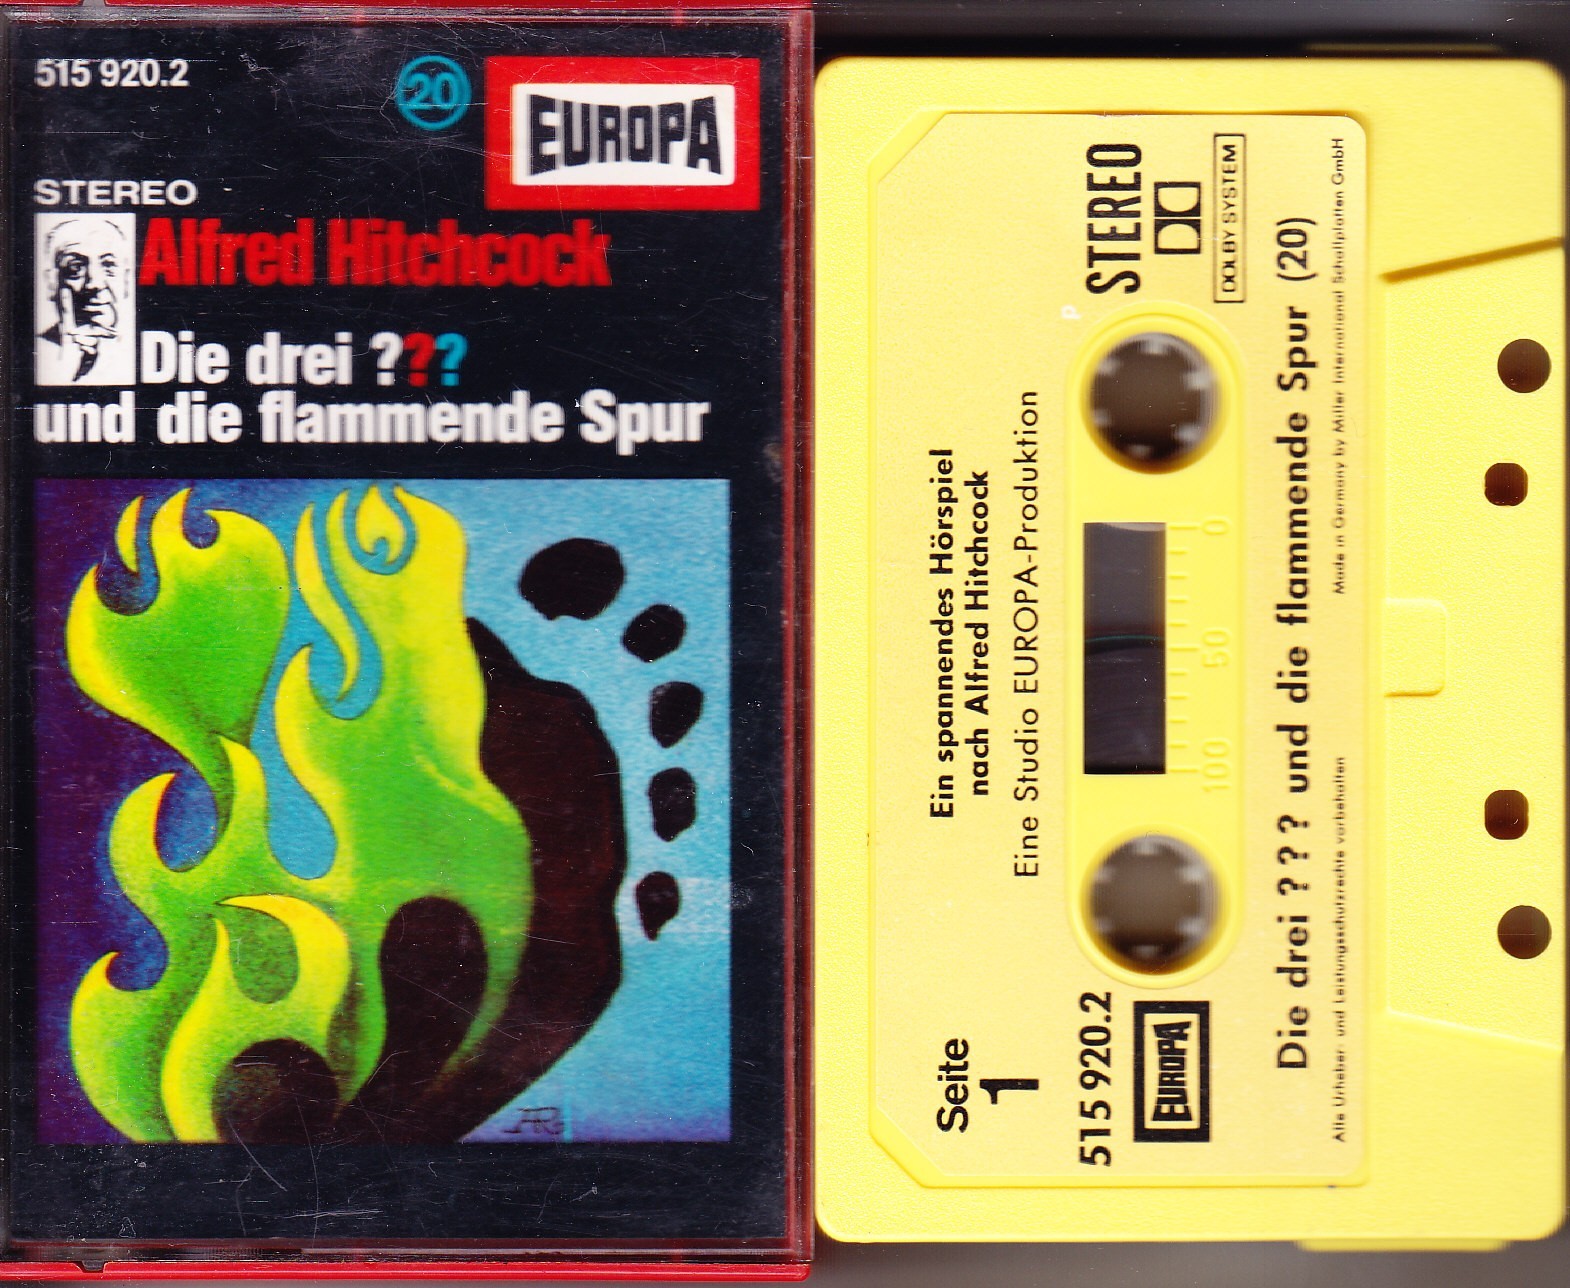 515 920.2
20
EUROPA
STEREO
Alfred Hitchcock
Die drei ???
und die flammende Spur
AR
Ein spannendes Hörspiel
nach Alfred Hitchcock
Eine Studio EUROPA-Produktion
Seite
1
STEREO
DOLBY SYSTEM
P
0
50
100
515 920.2
EUROPA
Die drei ??? und die flammende Spur (20)
Alle Urheber- und Leistungsschutzrechte vorbehalten
Made in Germany by Miller International Schallplatten GmbH